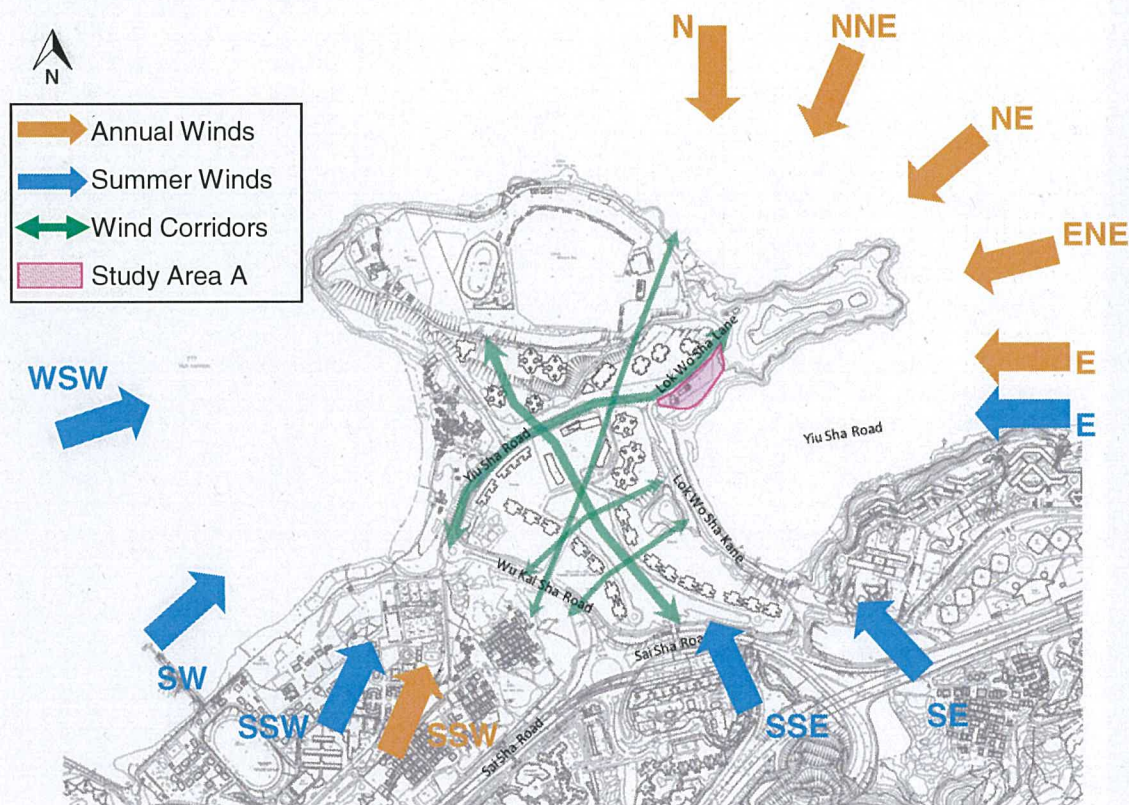 N
NNE
N
NE
Annual Winds
Summer Winds
Wind Corridors
Study Area A
ENE
Lok Wo Sha Lane
WSW
E
E
Yiu Sha Road
Yiu Sha Road
Lok Wo Sha Kane
Wu Kai Sha Road
Sai Sha Roa
SW
SSW
SSW
SSE
SE
Sai Sha Road